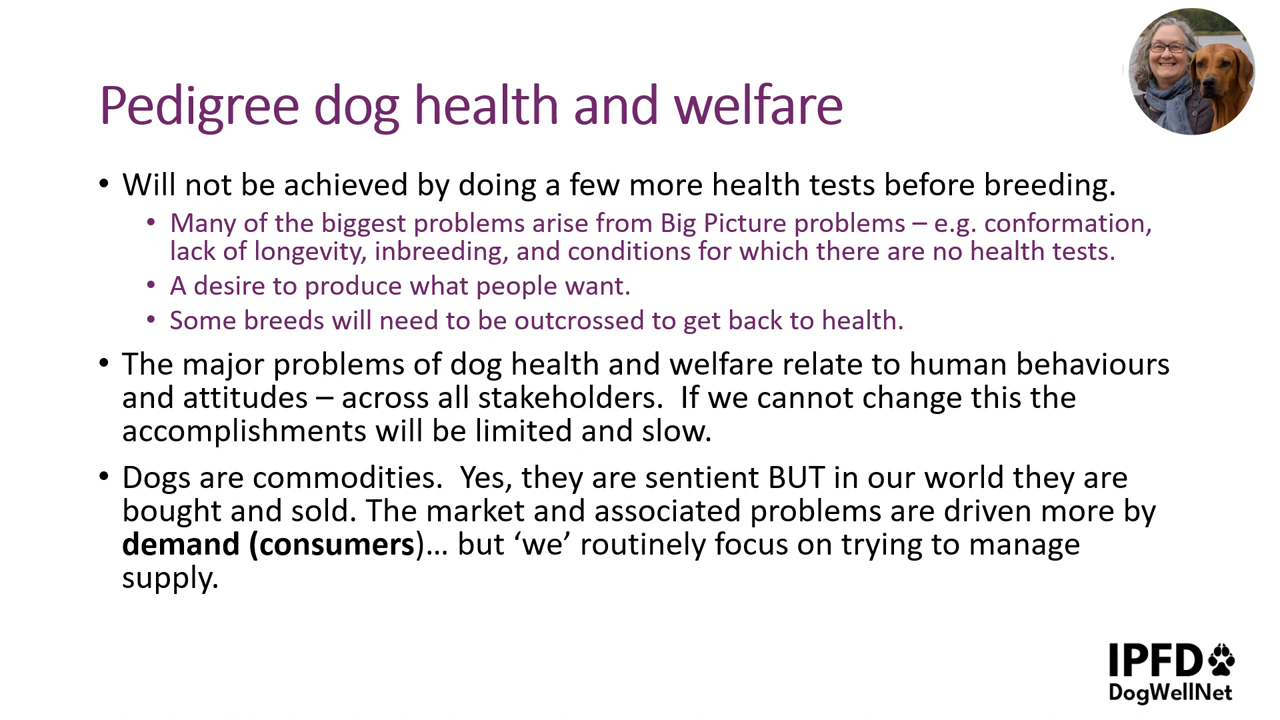 Pedigree dog health and welfare
• Will not be achieved by doing a few more health tests before breeding.
• Many of the biggest problems arise from Big Picture problems – e.g. conformation,
lack of longevity, inbreeding, and conditions for which there are no health tests.
• A desire to produce what people want.
• Some breeds will need to be outcrossed to get back to health.
• The major problems of dog health and welfare relate to human behaviours
and attitudes – across all stakeholders.  If we cannot change this the
accomplishments will be limited and slow.
• Dogs are commodities.  Yes, they are sentient BUT in our world they are
bought and sold. The market and associated problems are driven more by
demand (consumers)… but ‘we’ routinely focus on trying to manage
supply.
IPFD
DogWellNet